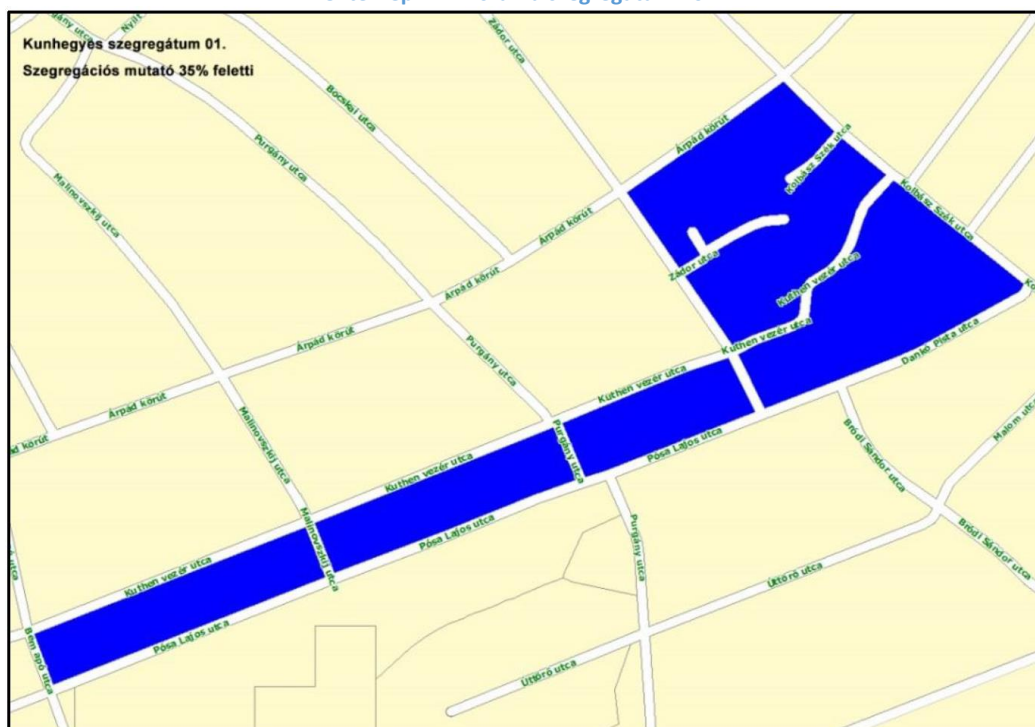 Kunhegyes szegregátum 01.
Szegregációs mutató 35% feletti
Zádor utca
Bocskai utca
Purgány utca
Malinovszkij utca
Árpád körút
Kolbász Szék utca
Kolbász Szék utca
Árpád körút
Zádor utca
Árpád körút
Kuthen vezér utca
Árpád körút
Kuthen vezér utca
Purgány utca
Dankó Pista utca
Kuthen vezér utca
Árpád körút
Malinovszkij utca
Malom utca
Bródi Sándor utca
Purgány utca
Pósa Lajos utca
Kuthen vezér utca
Pósa Lajos utca
Malinovszkij utca
Purgány utca
Bródi Sándor utca
Kuthen vezér utca
Úttörő utca
Bem apó utca
Pósa Lajos utca
Úttörő utca